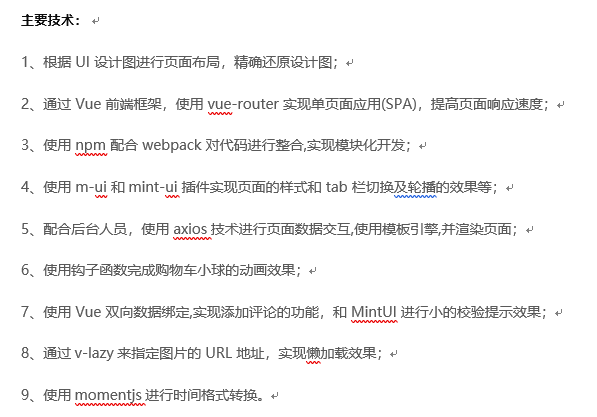 主要技术：
1、根据 UI 设计图进行页面布局，精确还原设计图；
2、通过 Vue 前端框架，使用 vue-router 实现单页面应用(SPA)，提高页面响应速度；
3、使用 npm 配合 webpack 对代码进行整合,实现模块化开发；
4、使用 m-ui 和 mint-ui 插件实现页面的样式和 tab 栏切换及轮播的效果等；
5、配合后台人员，使用 axios 技术进行页面数据交互,使用模板引擎,并渲染页面；
6、使用钩子函数完成购物车小球的动画效果；
7、使用 Vue 双向数据绑定,实现添加评论的功能，和 MintUI 进行小的校验提示效果；
8、通过 v-lazy 来指定图片的 URL 地址，实现懒加载效果；
9、使用 momentjs 进行时间格式转换。